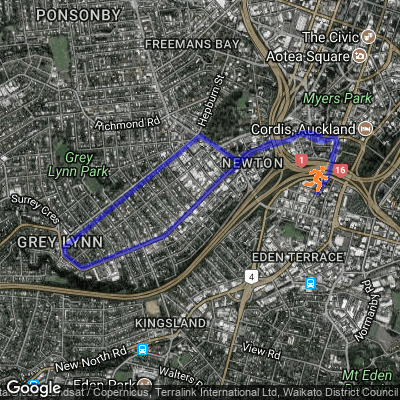 PONSONBY
FREEMANS BAY
The Civic
Aotea Square
Myers Park
Hepburn St
Richmond Rd
Cordis, Auckland
Grey
Lynn Park
NEWTON
1
16
Surrey Cres
GREY LYNN
EDEN TERRACE
4
KINGSLAND
Normanby Rd
New North Rd
View Rd
Mt Eden
Eden Park
Walters
Google
/ Copernicus, Terralink International Ltd, Waikato District Council